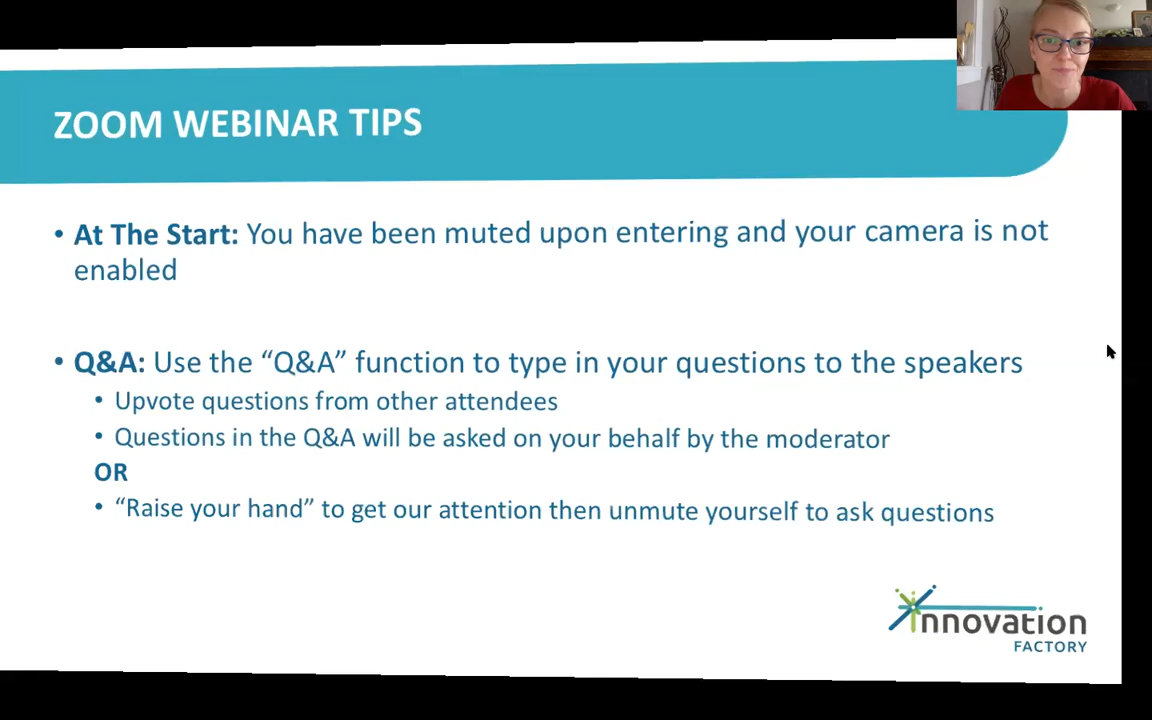 ZOOM WEBINAR TIPS
• At The Start: You have been muted upon entering and your camera is not
enabled
• Q&A: Use the “Q&A” function to type in your questions to the speakers
• Upvote questions from other attendees
• Questions in the Q&A will be asked on your behalf by the moderator
OR
• “Raise your hand” to get our attention then unmute yourself to ask questions
innovation
FACTORY